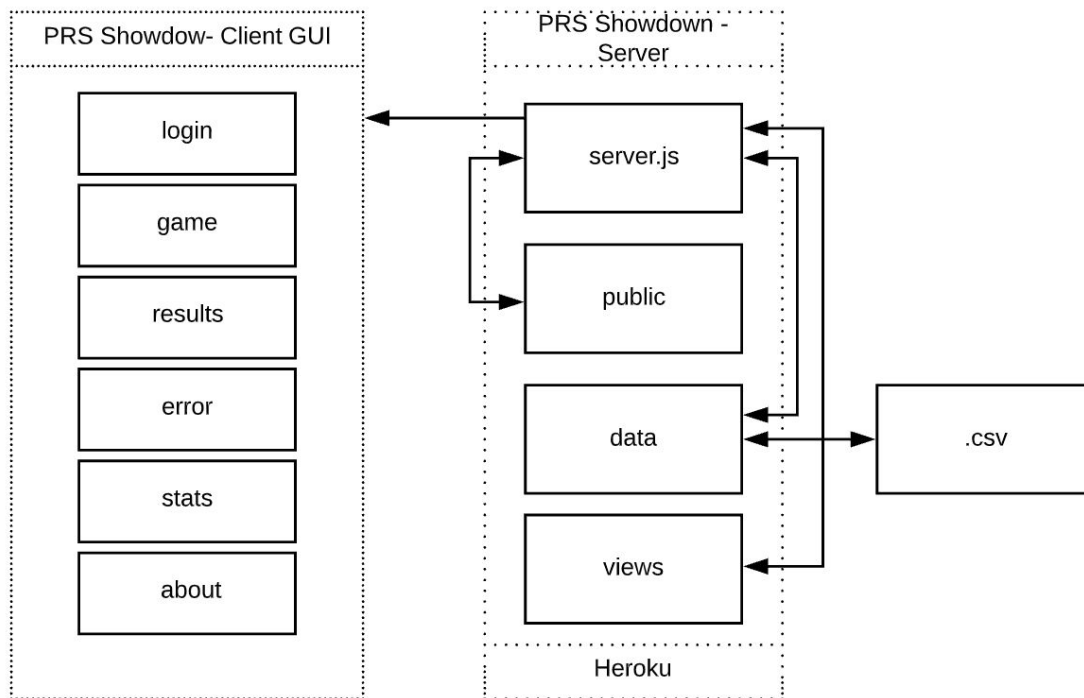 PRS Showdow- Client GUI
login
game
results
error
stats
about
PRS Showdown -
Server
server.js
public
data
views
Heroku
.csv